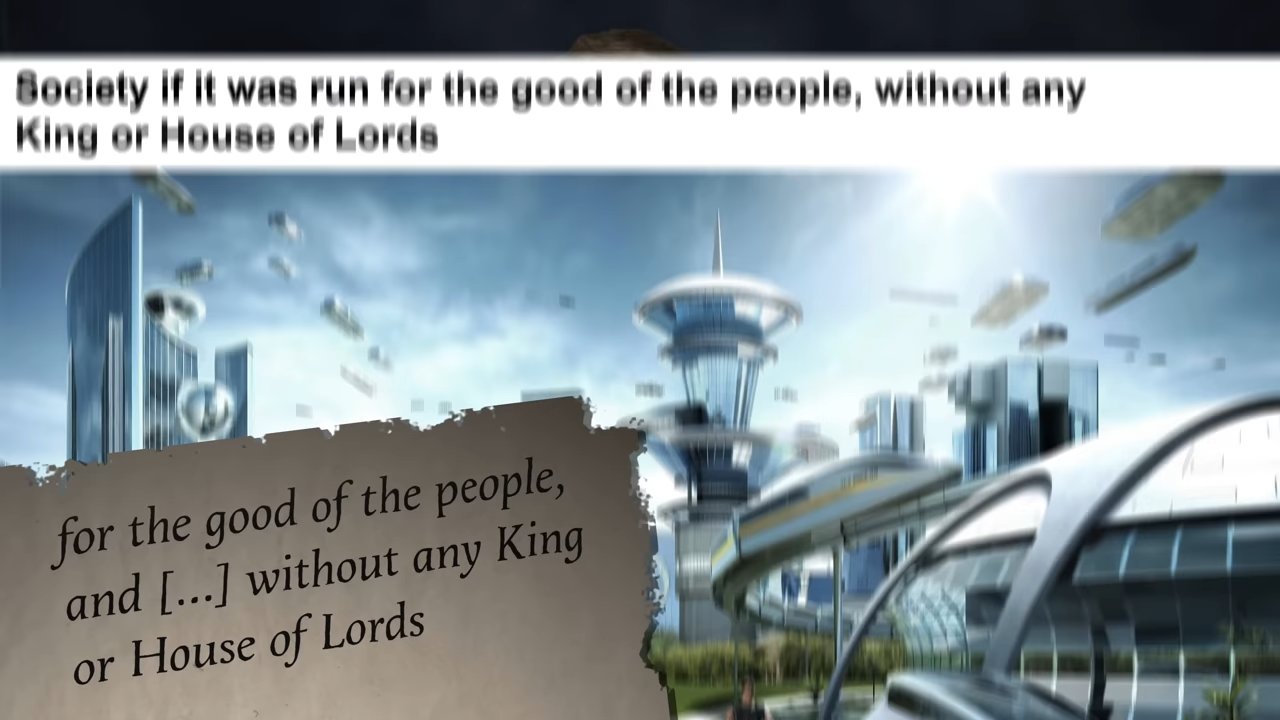 Society if it was run for the good of the people, without any
King or House of Lords
for the good of the people,
and [...] without any King
or House of Lords